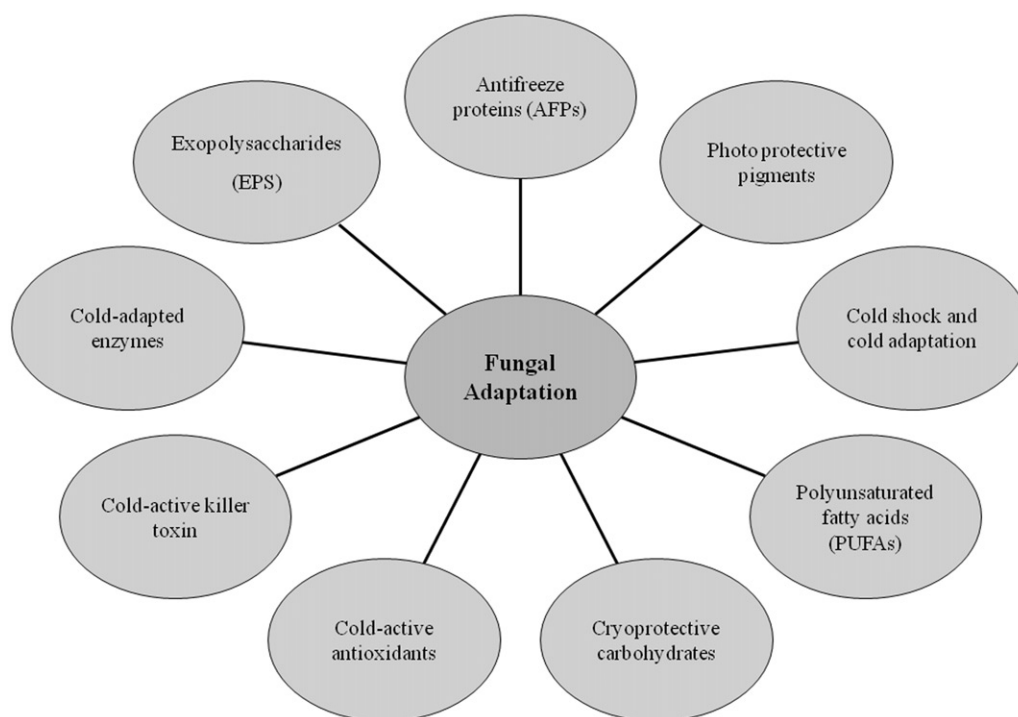 Antifreeze
proteins (AFPs)
Photo protective
pigments
Cold shock and
cold adaptation
Polyunsaturated
fatty acids
(PUFAs)
Cryoprotective
carbohydrates
Cold-active
antioxidants
Cold-active killer
toxin
Cold-adapted
enzymes
Exopolysaccharides
(EPS)
Fungal
Adaptation